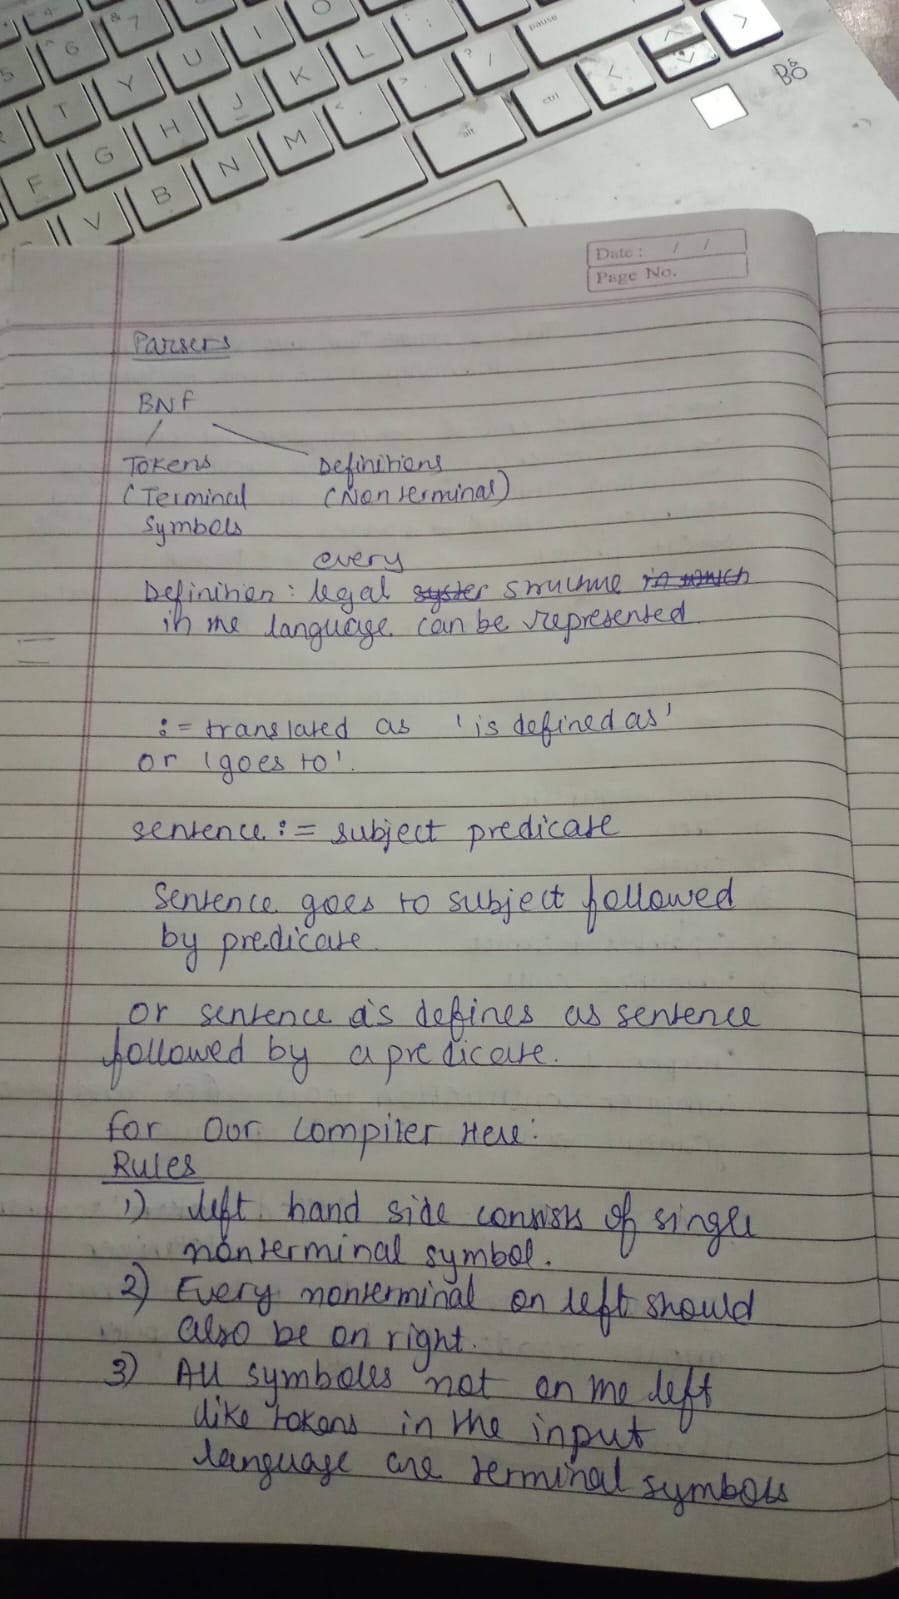 6 7 U I O pause
5 T Y H J K L : ? / ctrl < >
F G B N M < > alt
V
Bó
Date : / /
Page No.
Parsers
BNF
Tokens Definitions
(Terminal (Non terminal)
Symbols
every
Definition: legal syster structure in which
in the language can be represented
:= translated as 'is defined as'
or 'goes to'.
sentence := subject predicate
Sentence goes to subject followed
by predicate.
or sentence is defines as sentence
followed by a predicate.
for our compiler Here:
Rules
1) left hand side consists of single
nonterminal symbol.
2) Every nonterminal on left should
also be on right.
3) All symboles not on the left
like tokens in the input
language are terminal symbols